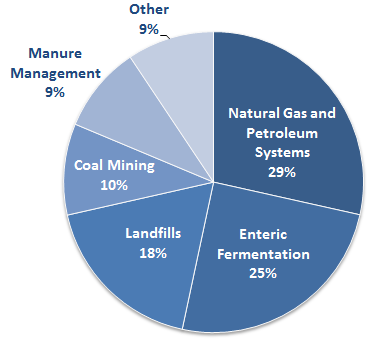 Other
9%
Manure
Management
9%
Natural Gas and
Petroleum
Systems
29%
Coal Mining
10%
Landfills
18%
Enteric
Fermentation
25%